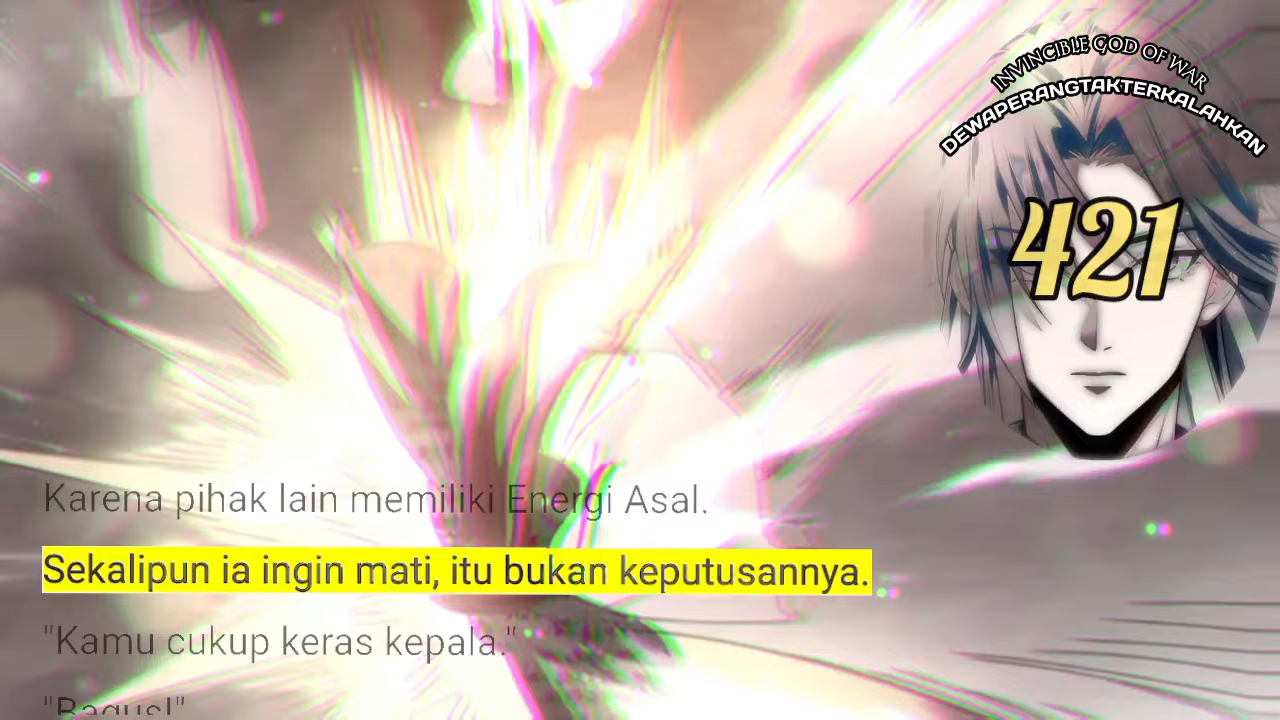 INVINCIBLE GOD OF WAR
DEWAPERANGTAKTERKALAHKAN
421
Karena pihak lain memiliki Energi Asal.
Sekalipun ia ingin mati, itu bukan keputusannya.
"Kamu cukup keras kepala."
"Bagus!"